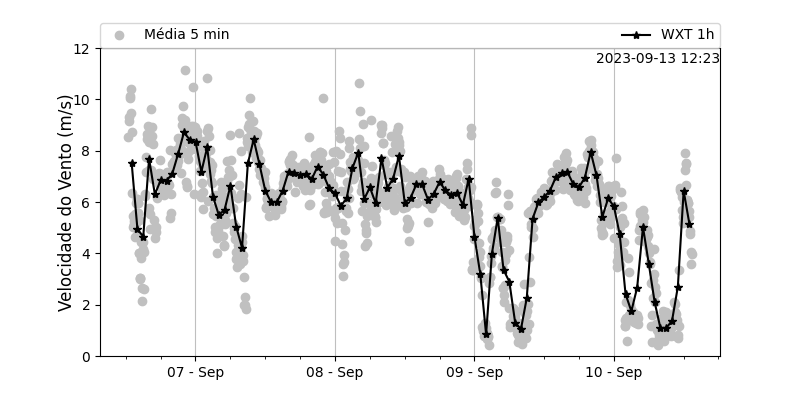 Média 5 min
WXT 1h
2023-09-13 12:23
Velocidade do Vento (m/s)
12
10
8
6
4
2
0
07 - Sep
08 - Sep
09 - Sep
10 - Sep